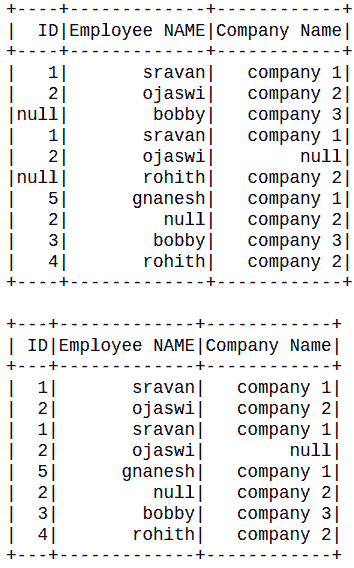 +----+-------------+------------+
|  ID|Employee NAME|Company Name|
+----+-------------+------------+
|   1|       sravan|   company 1|
|   2|       ojaswi|   company 2|
|null|        bobby|   company 3|
|   1|       sravan|   company 1|
|   2|       ojaswi|        null|
|null|       rohith|   company 2|
|   5|      gnanesh|   company 1|
|   2|         null|   company 2|
|   3|        bobby|   company 3|
|   4|       rohith|   company 2|
+----+-------------+------------+

+---+-------------+------------+
| ID|Employee NAME|Company Name|
+---+-------------+------------+
|  1|       sravan|   company 1|
|  2|       ojaswi|   company 2|
|  1|       sravan|   company 1|
|  2|       ojaswi|        null|
|  5|      gnanesh|   company 1|
|  2|         null|   company 2|
|  3|        bobby|   company 3|
|  4|       rohith|   company 2|
+---+-------------+------------+